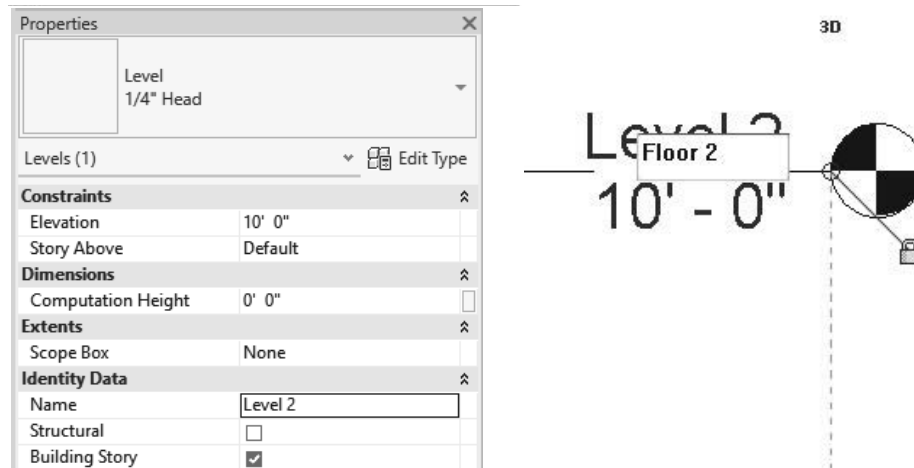 Properties
Level
1/4" Head
Levels (1)
Edit Type
Constraints
Elevation 10' 0"
Story Above Default
Dimensions
Computation Height 0' 0"
Extents
Scope Box None
Identity Data
Name Level 2
Structural
Building Story
3D
Level 2
Floor 2
10' - 0"